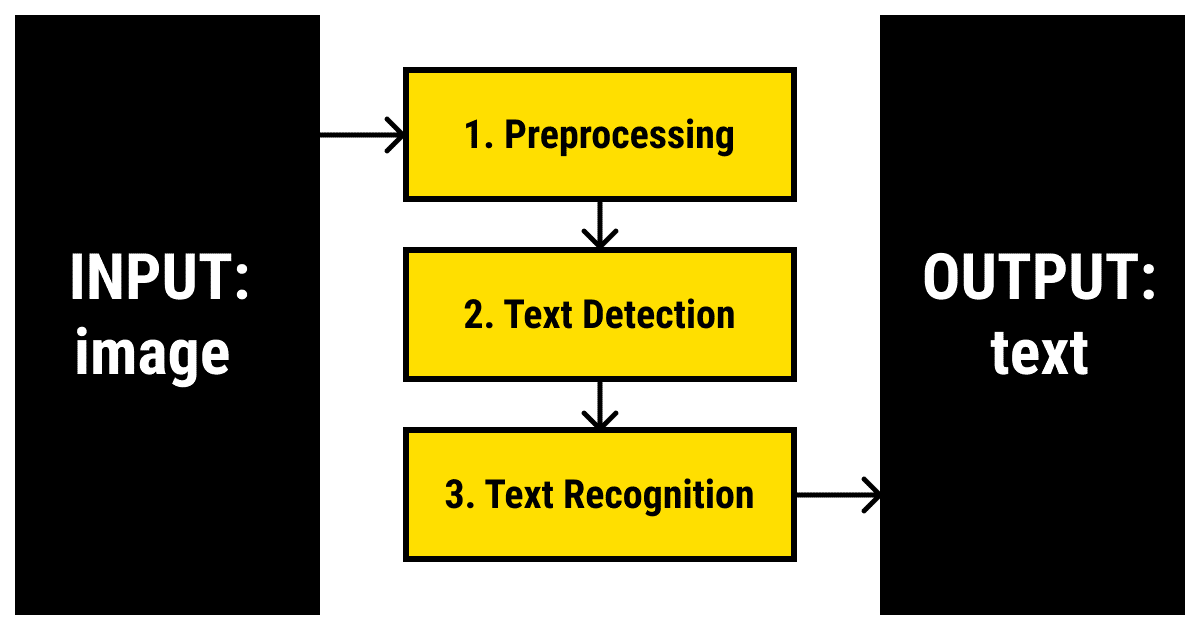 INPUT:
image
1. Preprocessing
2. Text Detection
3. Text Recognition
OUTPUT:
text